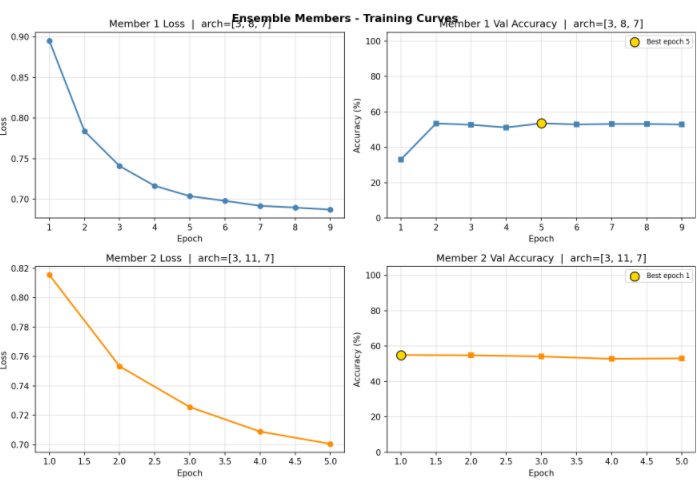 Ensemble Members - Training Curves
Member 1 Loss | arch=[3, 8, 7]
Loss
0.90
0.85
0.80
0.75
0.70
1 2 3 4 5 6 7 8 9
Epoch
Member 1 Val Accuracy | arch=[3, 8, 7]
Accuracy (%)
100
80
60
40
20
0
Best epoch 5
1 2 3 4 5 6 7 8 9
Epoch
Member 2 Loss | arch=[3, 11, 7]
Loss
0.82
0.80
0.78
0.76
0.74
0.72
0.70
1.0 1.5 2.0 2.5 3.0 3.5 4.0 4.5 5.0
Epoch
Member 2 Val Accuracy | arch=[3, 11, 7]
Accuracy (%)
100
80
60
40
20
0
Best epoch 1
1.0 1.5 2.0 2.5 3.0 3.5 4.0 4.5 5.0
Epoch